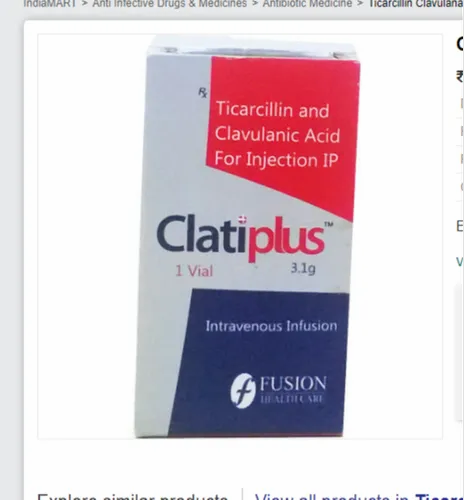 IndiaMART > Anti Infective Drugs & Medicines > Antibiotic Medicine > Ticarcillin Clavulana
₹
Rx
Ticarcillin and
Clavulanic Acid
For Injection IP
Clatiplus™
1 Vial 3.1g
Intravenous Infusion
f FUSION
HEALTHCARE
Explore similar products View all products in Ticarc